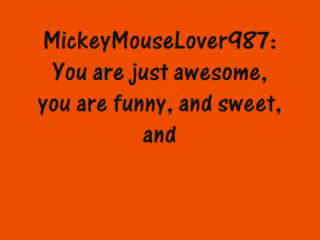 MickeyMouseLover987:
You are just awesome,
you are funny, and sweet,
and